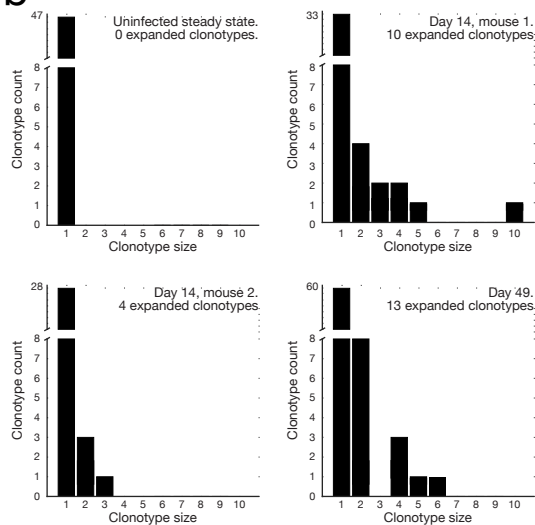 b
47
Uninfected steady state.
0 expanded clonotypes.
8
7
6
5
4
3
2
1
0
Clonotype count
1 2 3 4 5 6 7 8 9 10
Clonotype size
33
Day 14, mouse 1.
10 expanded clonotypes
8
7
6
5
4
3
2
1
0
Clonotype count
1 2 3 4 5 6 7 8 9 10
Clonotype size
28
Day 14, mouse 2.
4 expanded clonotypes
8
7
6
5
4
3
2
1
0
Clonotype count
1 2 3 4 5 6 7 8 9 10
Clonotype size
60
Day 49.
13 expanded clonotypes
8
7
6
5
4
3
2
1
0
Clonotype count
1 2 3 4 5 6 7 8 9 10
Clonotype size